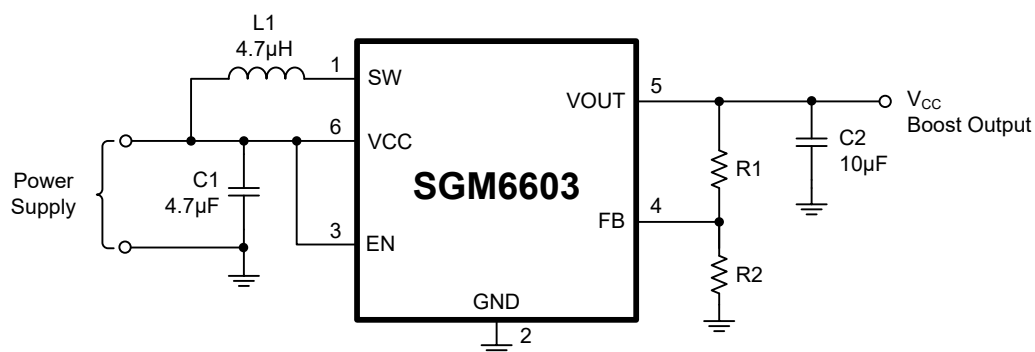 L1
4.7µH
1
SW
5
VOUT
V_CC
Boost Output
6
VCC
C2
10µF
R1
Power
Supply
C1
4.7µF
SGM6603
4
FB
3
EN
R2
GND
2